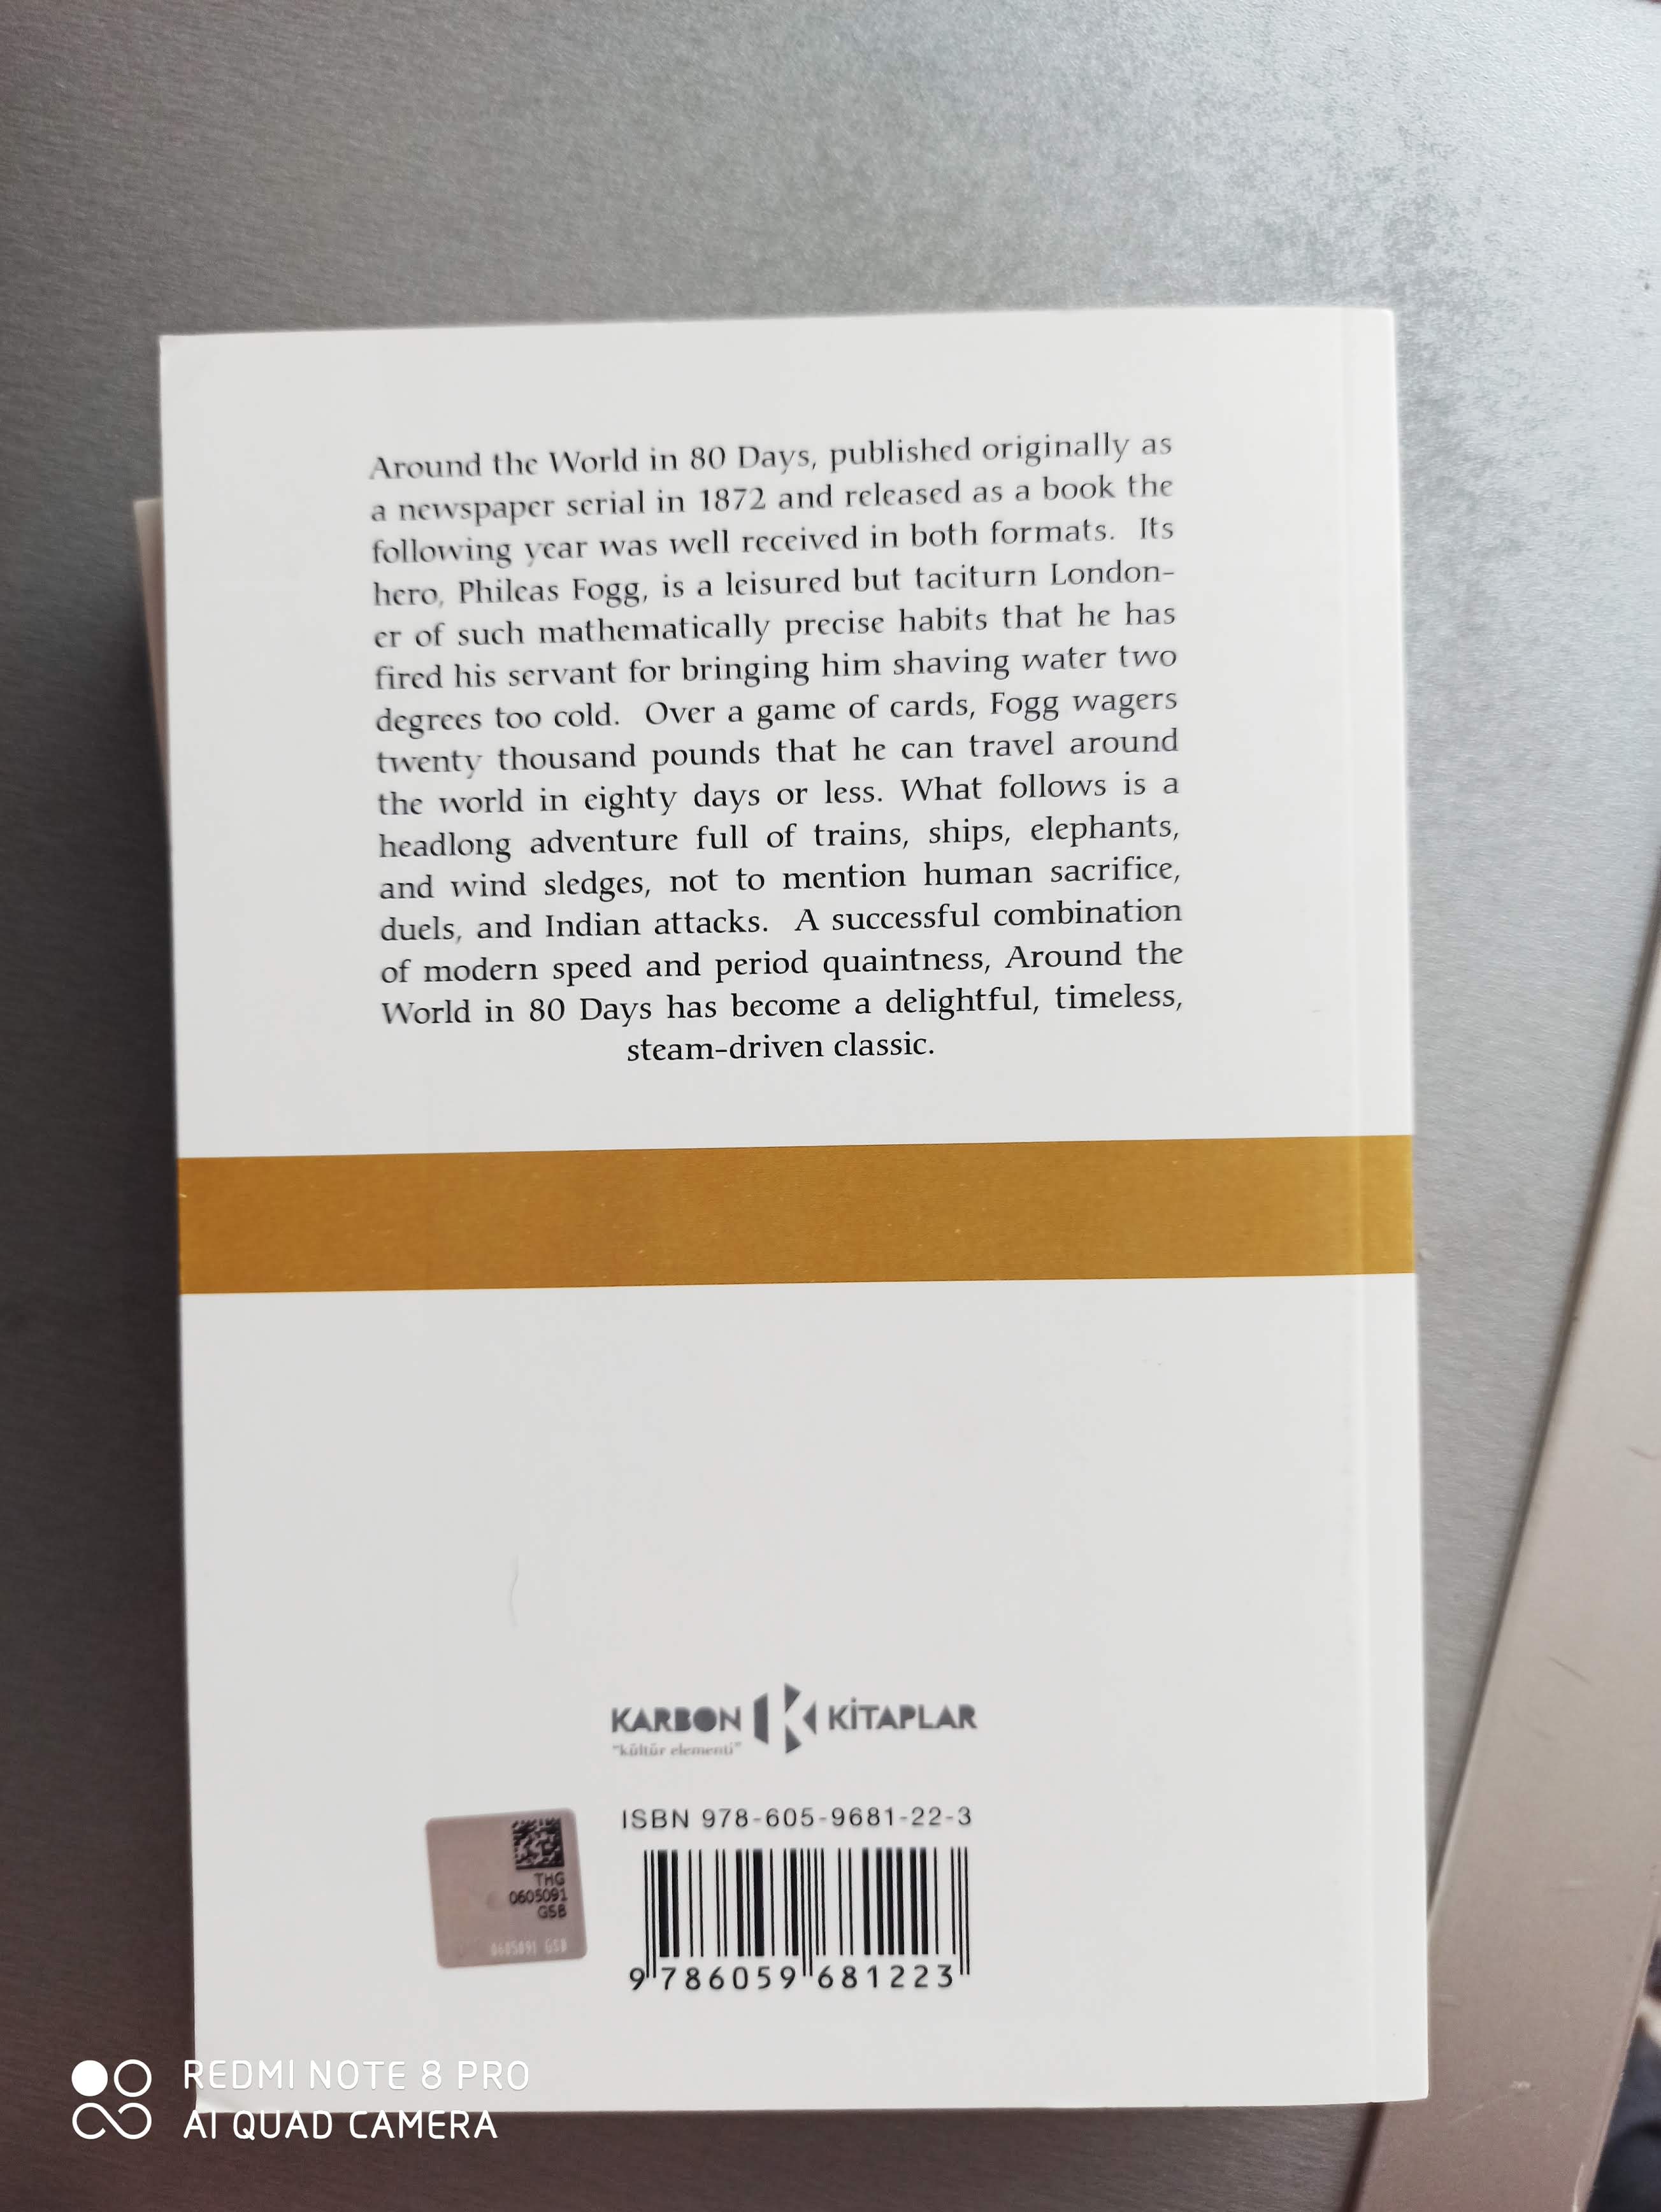 Around the World in 80 Days, published originally as
a newspaper serial in 1872 and released as a book the
following year was well received in both formats. Its
hero, Phileas Fogg, is a leisured but taciturn London-
er of such mathematically precise habits that he has
fired his servant for bringing him shaving water two
degrees too cold. Over a game of cards, Fogg wagers
twenty thousand pounds that he can travel around
the world in eighty days or less. What follows is a
headlong adventure full of trains, ships, elephants,
and wind sledges, not to mention human sacrifice,
duels, and Indian attacks. A successful combination
of modern speed and period quaintness, Around the
World in 80 Days has become a delightful, timeless,
steam-driven classic.
KARBON K KİTAPLAR
"kültür elementi"
ISBN 978-605-9681-22-3
THG
0605091
GSB
0605091 GSB
9 786059 681223
REDMI NOTE 8 PRO
AI QUAD CAMERA